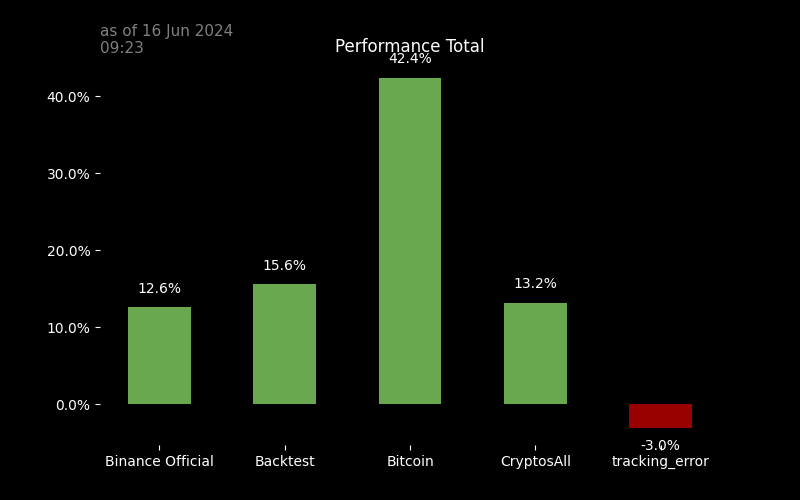 as of 16 Jun 2024
09:23
Performance Total
42.4%
40.0%
30.0%
20.0%
10.0%
0.0%
12.6%
15.6%
13.2%
-3.0%
Binance Official
Backtest
Bitcoin
CryptosAll
tracking_error